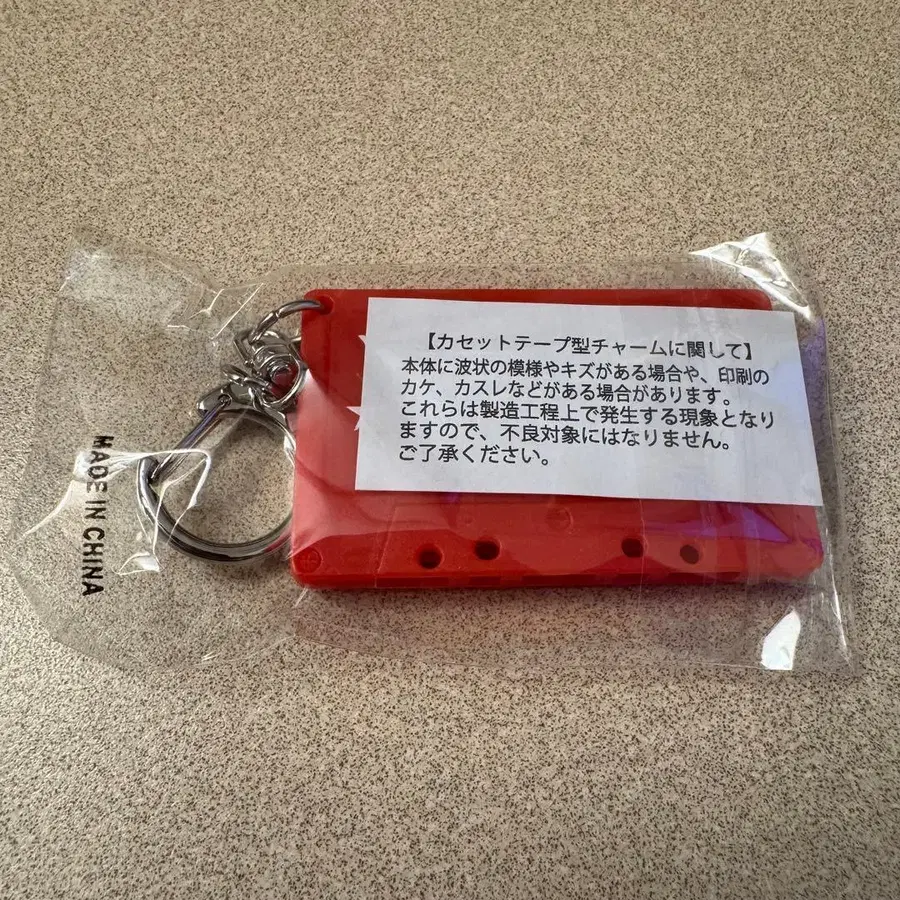 【カセットテープ型チャームに関して】
本体に波状の模様やキズがある場合や、印刷の
カケ、カスレなどがある場合があります。
これらは製造工程上で発生する現象となり
ますので、不良対象にはなりません。
ご了承ください。
MADE IN CHINA